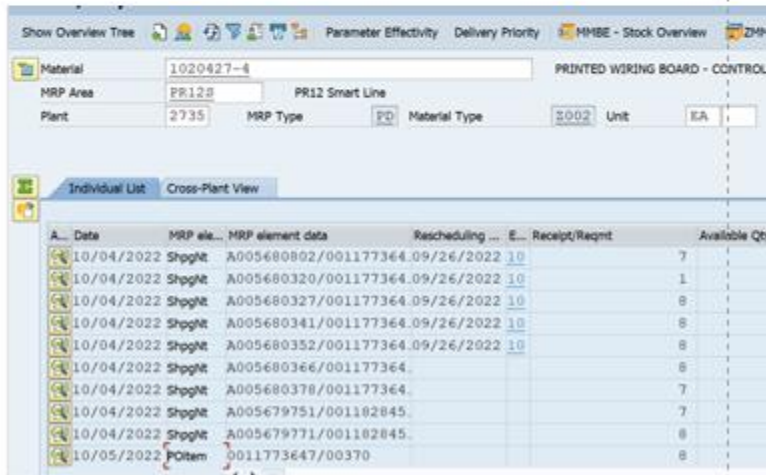 Show Overview Tree Parameter Effectivity Delivery Priority MMBE - Stock Overview ZMM
Material 1020427-4 PRINTED WIRING BOARD - CONTROL
MRP Area PR12S PR12 Smart Line
Plant 2735 MRP Type PD Material Type Z002 Unit EA
Individual List Cross-Plant View
A... Date MRP ele... MRP element data Rescheduling ... E... Receipt/Reqmt Available Qt
10/04/2022 ShpgNt A005680802/001177364. 09/26/2022 10 7
10/04/2022 ShpgNt A005680320/001177364. 09/26/2022 10 1
10/04/2022 ShpgNt A005680327/001177364. 09/26/2022 10 8
10/04/2022 ShpgNt A005680341/001177364. 09/26/2022 10 8
10/04/2022 ShpgNt A005680352/001177364. 09/26/2022 10 8
10/04/2022 ShpgNt A005680366/001177364. 8
10/04/2022 ShpgNt A005680378/001177364. 7
10/04/2022 ShpgNt A005679751/001182845. 7
10/04/2022 ShpgNt A005679771/001182845. 8
10/05/2022 POitem 0011773647/00370 8